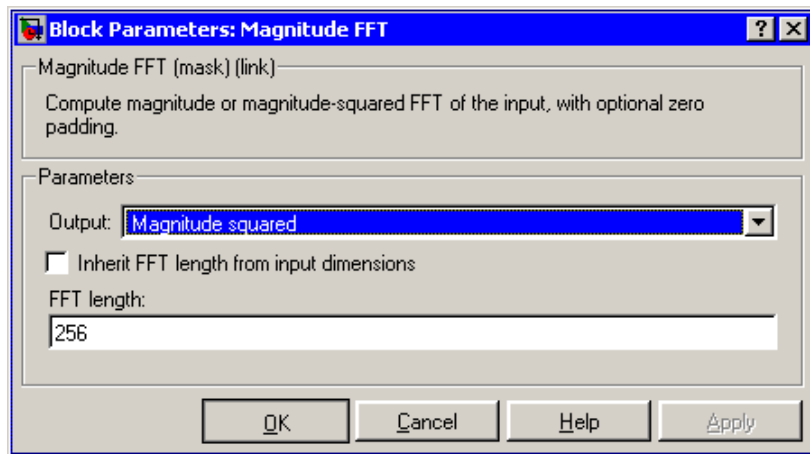 Block Parameters: Magnitude FFT
Magnitude FFT (mask) (link)
Compute magnitude or magnitude-squared FFT of the input, with optional zero
padding.
Parameters
Output: Magnitude squared
Inherit FFT length from input dimensions
FFT length:
256
OK Cancel Help Apply